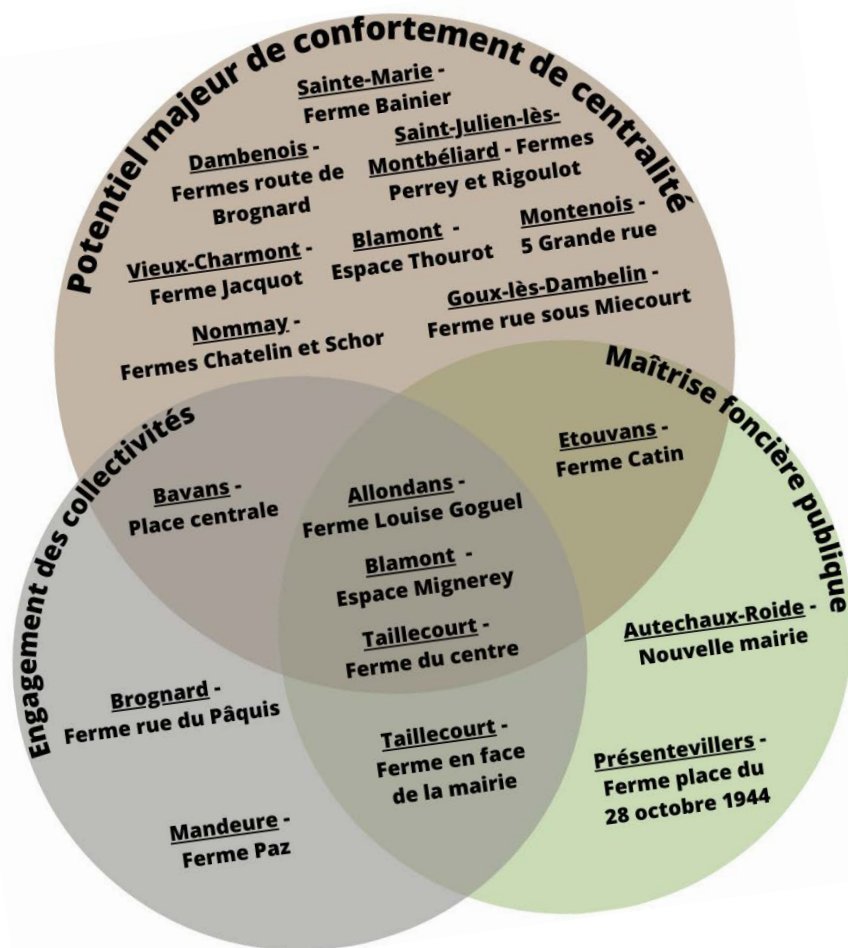 Potentiel majeur de confortement de centralité
Sainte-Marie -
Ferme Bainier
Dambenois -
Fermes route de
Brognard
Saint-Julien-lès-
Montbéliard - Fermes
Perrey et Rigoulot
Vieux-Charmont -
Ferme Jacquot
Blamont -
Espace Thourot
Montenois -
5 Grande rue
Nommay -
Fermes Chatelin et Schor
Goux-lès-Dambelin -
Ferme rue sous Miecourt
Engagement des collectivités
Maîtrise foncière publique
Etouvans -
Ferme Catin
Bavans -
Place centrale
Allondans -
Ferme Louise Goguel
Blamont -
Espace Mignerey
Taillecourt -
Ferme du centre
Autechaux-Roide -
Nouvelle mairie
Brognard -
Ferme rue du Pâquis
Taillecourt -
Ferme en face
de la mairie
Présentevillers -
Ferme place du
28 octobre 1944
Mandeure -
Ferme Paz